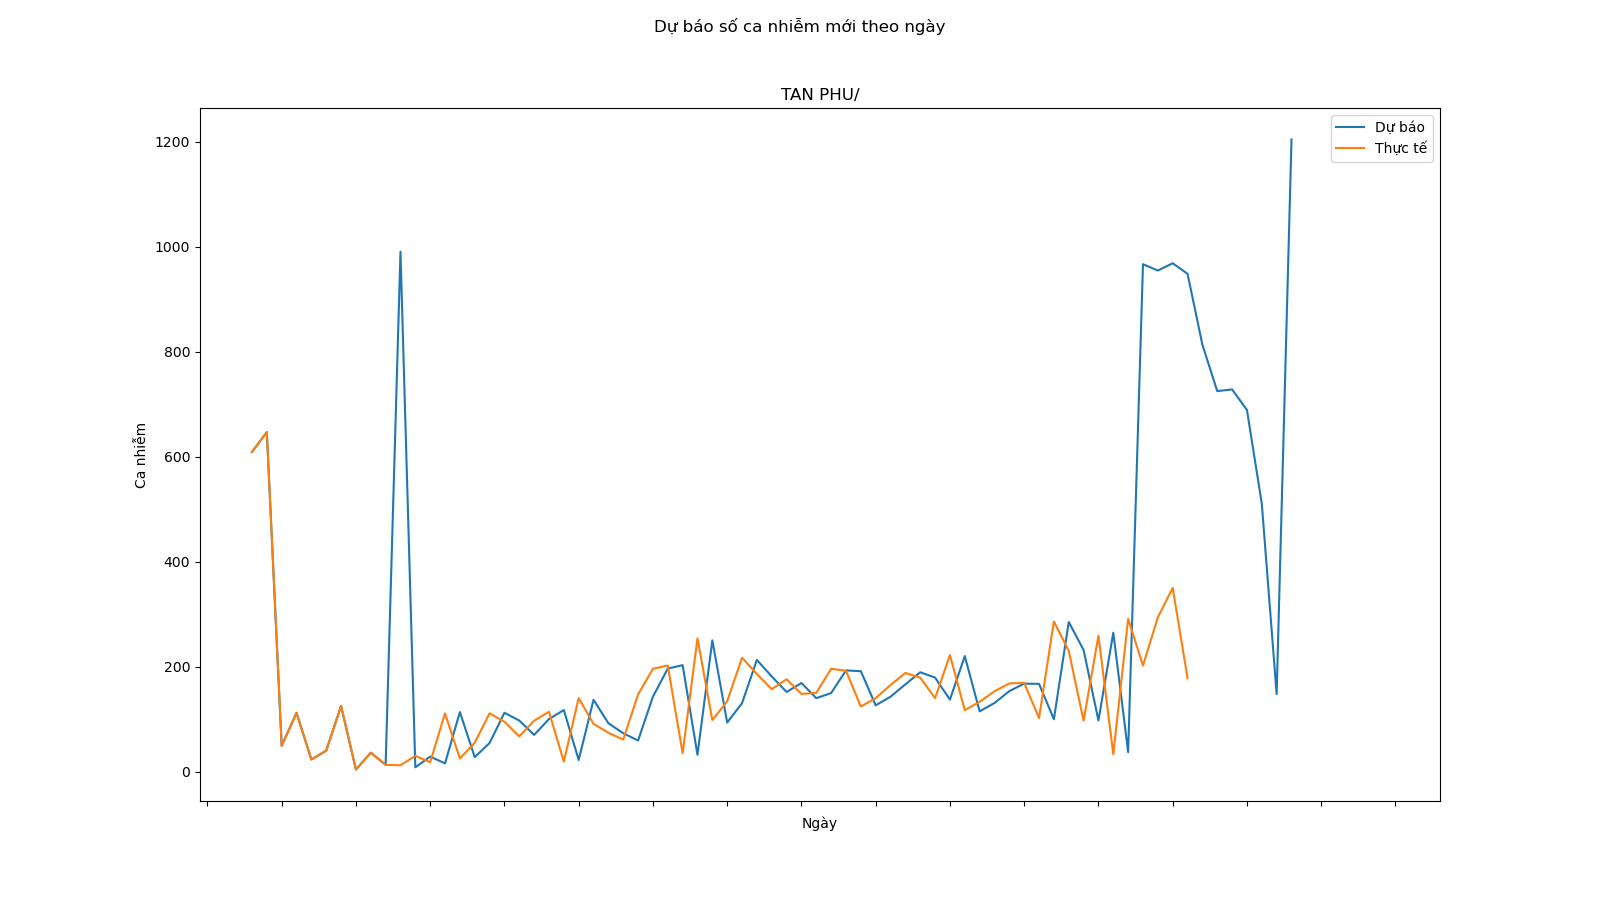 Dự báo số ca nhiễm mới theo ngày
TAN PHU/
Dự báo
Thực tế
1200
1000
800
600
400
200
0
Ca nhiễm
Ngày